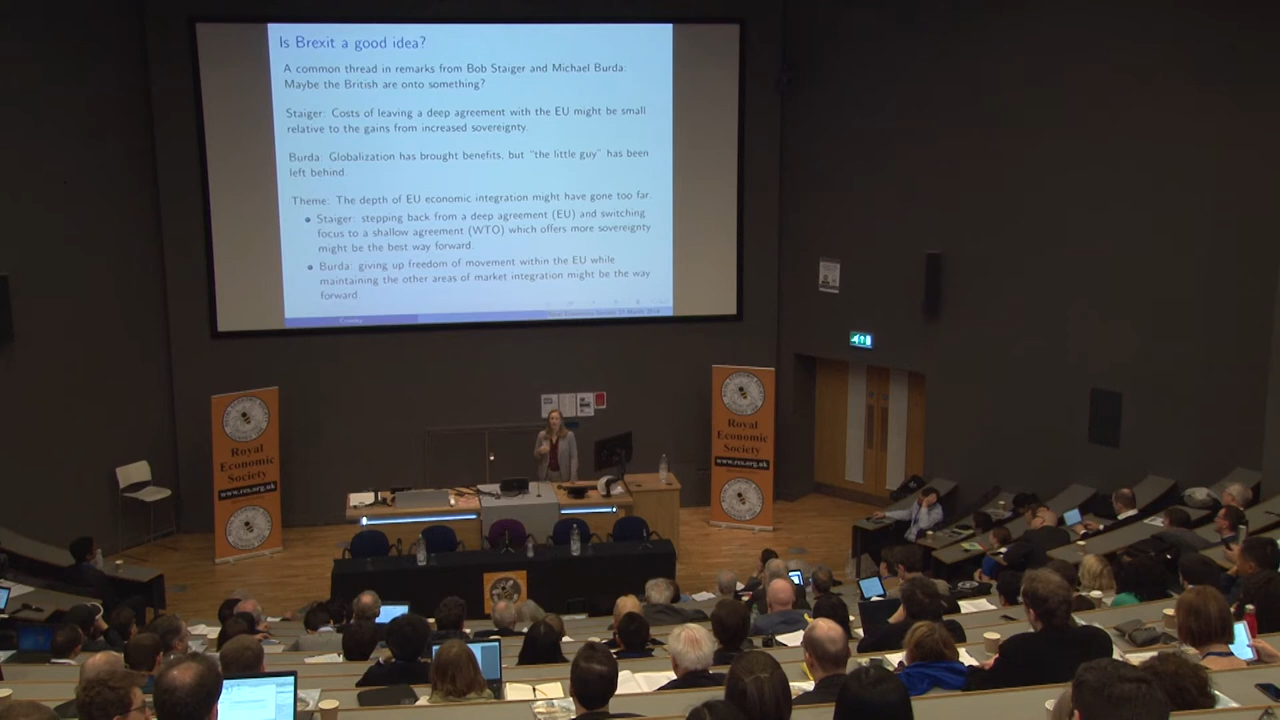 Is Brexit a good idea?
A common thread in remarks from Bob Staiger and Michael Burda:
Maybe the British are onto something?
Staiger: Costs of leaving a deep agreement with the EU might be small
relative to the gains from increased sovereignty.
Burda: Globalization has brought benefits, but "the little guy" has been
left behind.
Theme: The depth of EU economic integration might have gone too far.
Staiger: stepping back from a deep agreement (EU) and switching
focus to a shallow agreement (WTO) which offers more sovereignty
might be the best way forward.
Burda: giving up freedom of movement within the EU while
maintaining the other areas of market integration might be the way
forward.
Royal
Economic
Society
www.res.org.uk
Royal
Economic
Society
www.res.org.uk